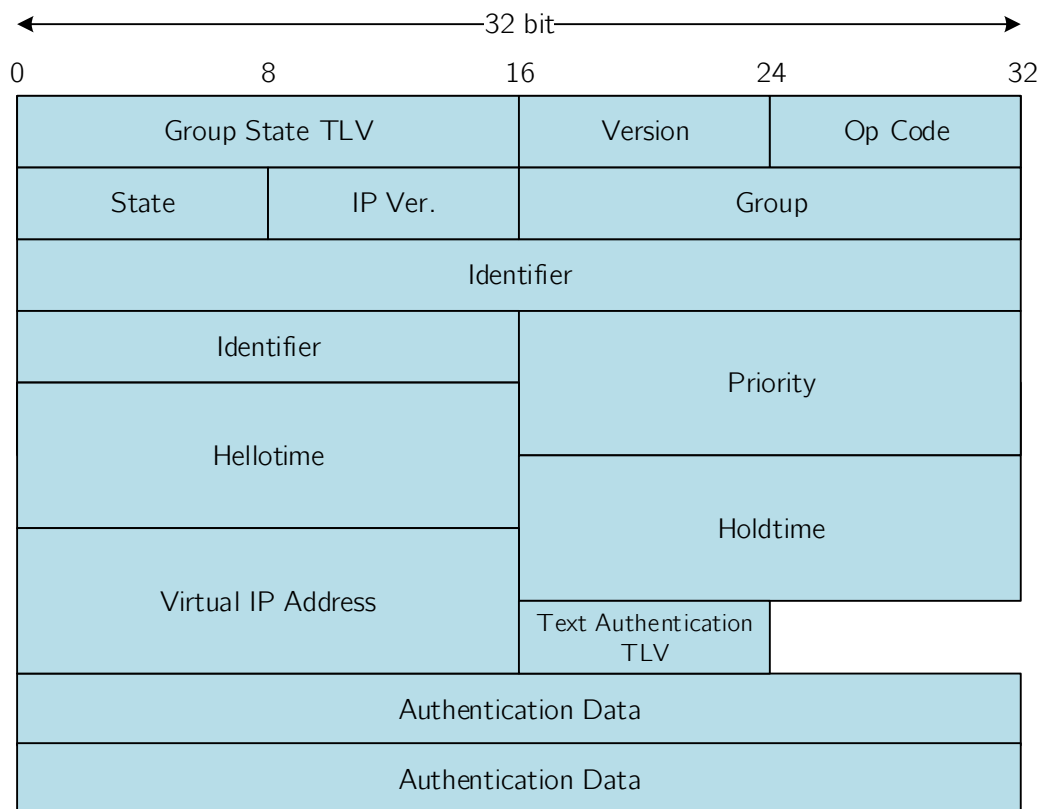 32 bit
0 8 16 24 32
Group State TLV Version Op Code
State IP Ver. Group
Identifier
Identifier
Priority
Hellotime
Holdtime
Virtual IP Address
Text Authentication
TLV
Authentication Data
Authentication Data